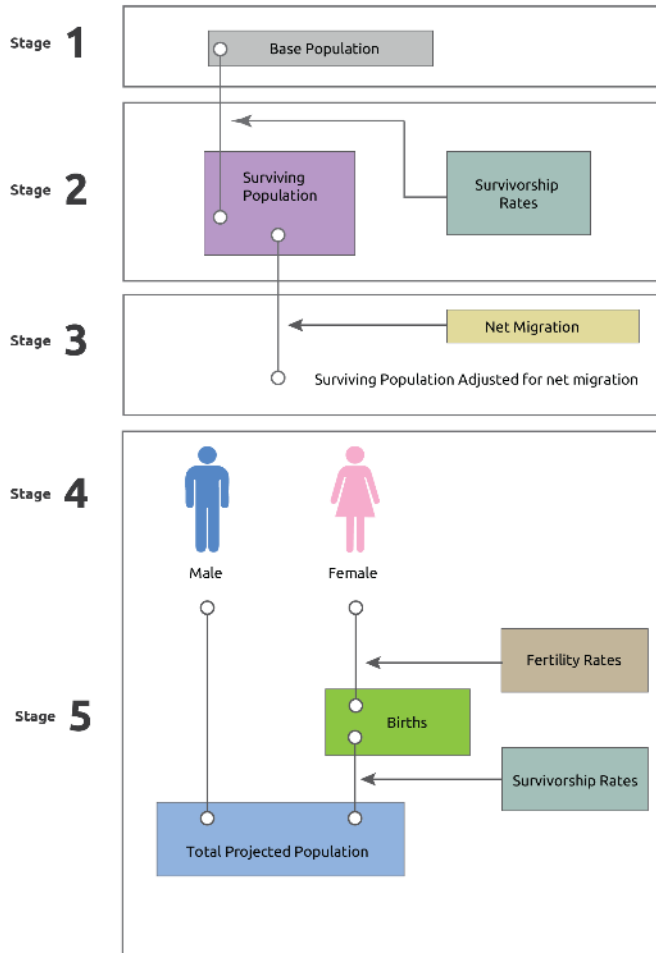 Stage 1
Base Population
Stage 2
Surviving
Population
Survivorship
Rates
Stage 3
Net Migration
Surviving Population Adjusted for net migration
Stage 4
Male
Female
Fertility Rates
Stage 5
Births
Survivorship Rates
Total Projected Population